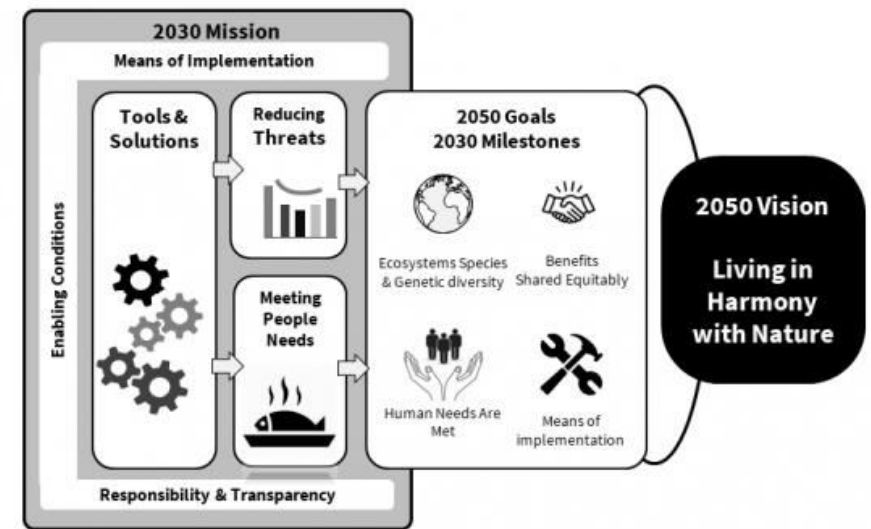 2030 Mission
Means of Implementation
Enabling Conditions
Tools &
Solutions
Reducing
Threats
Meeting
People
Needs
Responsibility & Transparency
2050 Goals
2030 Milestones
Ecosystems Species
& Genetic diversity
Benefits
Shared Equitably
Human Needs Are
Met
Means of
implementation
2050 Vision
Living in
Harmony
with Nature